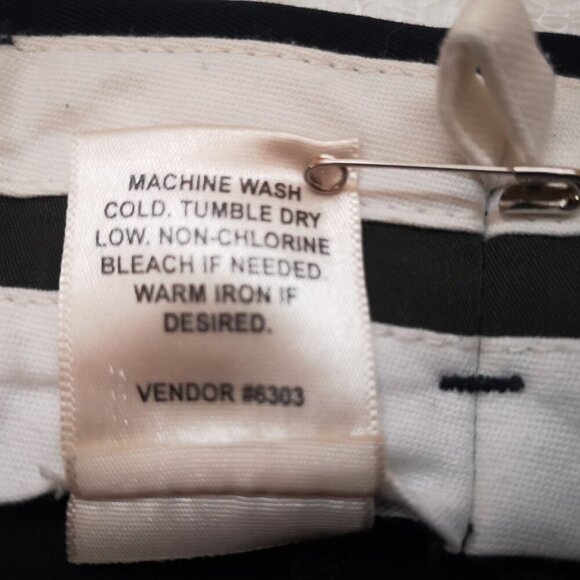 MACHINE WASH
COLD. TUMBLE DRY
LOW. NON-CHLORINE
BLEACH IF NEEDED.
WARM IRON IF
DESIRED.
VENDOR #6303